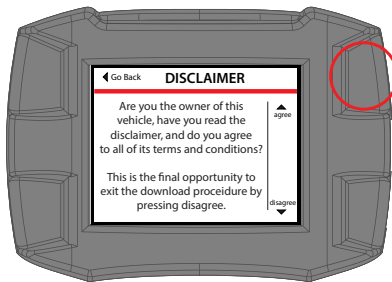 Go Back DISCLAIMER
Are you the owner of this
vehicle, have you read the
disclaimer, and do you agree
to all of its terms and conditions?
This is the final opportunity to
exit the download proceidure by
pressing disagree.
agree
disagree